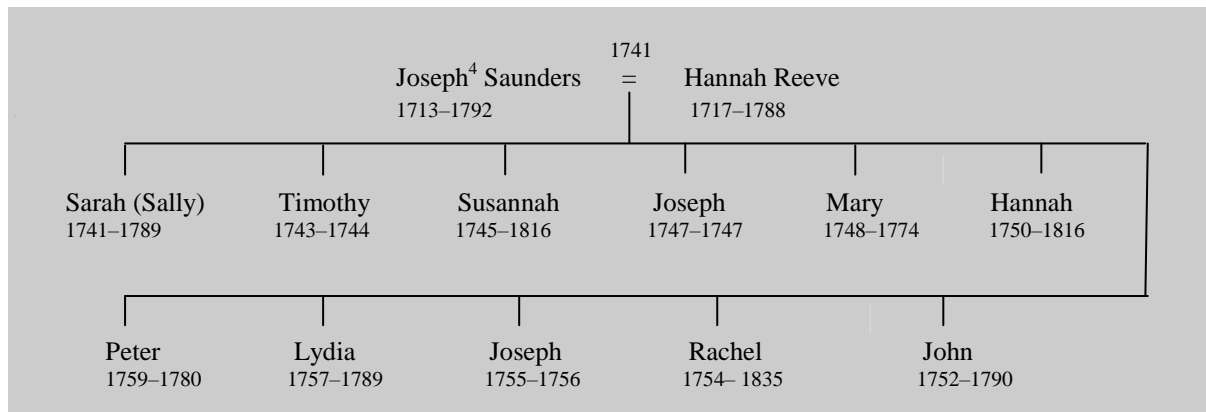 1741
Joseph⁴ Saunders = Hannah Reeve
1713–1792 1717–1788
Sarah (Sally) Timothy Susannah Joseph Mary Hannah
1741–1789 1743–1744 1745–1816 1747–1747 1748–1774 1750–1816
Peter Lydia Joseph Rachel John
1759–1780 1757–1789 1755–1756 1754– 1835 1752–1790